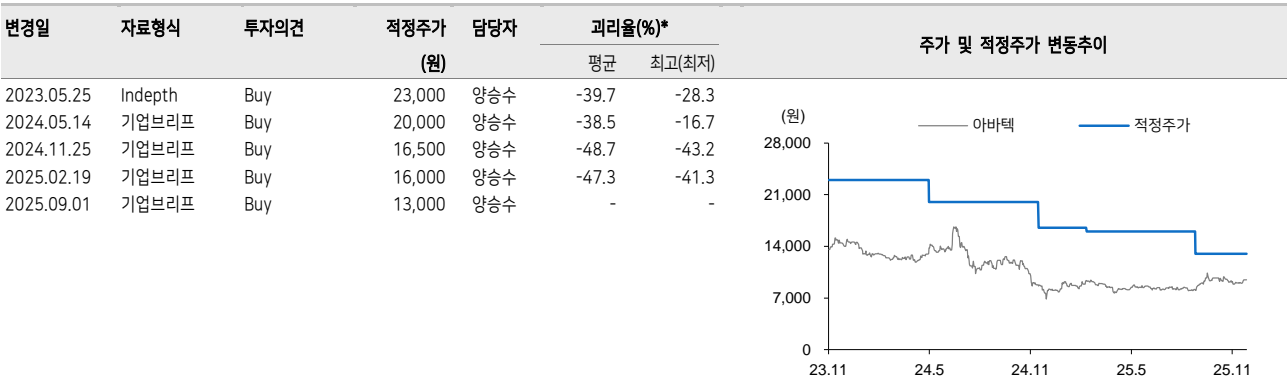 변경일 자료형식 투자의견 적정주가 담당자 괴리율(%)* 주가 및 적정주가 변동추이
(원) 평균 최고(최저)
2023.05.25 Indepth Buy 23,000 양승수 -39.7 -28.3
2024.05.14 기업브리프 Buy 20,000 양승수 -38.5 -16.7
2024.11.25 기업브리프 Buy 16,500 양승수 -48.7 -43.2
2025.02.19 기업브리프 Buy 16,000 양승수 -47.3 -41.3
2025.09.01 기업브리프 Buy 13,000 양승수 - -
(원) 아바텍 적정주가
28,000
21,000
14,000
7,000
0
23.11 24.5 24.11 25.5 25.11